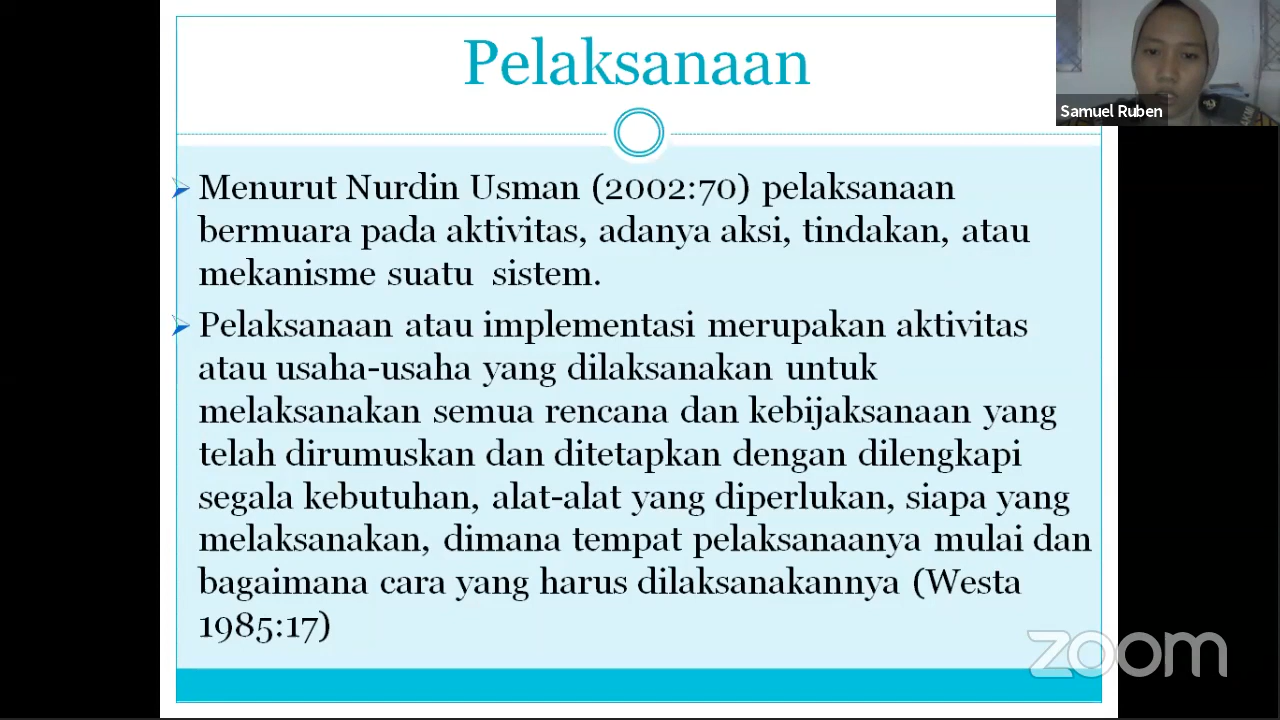 Pelaksanaan
Samuel Ruben
Menurut Nurdin Usman (2002:70) pelaksanaan
bermuara pada aktivitas, adanya aksi, tindakan, atau
mekanisme suatu sistem.
Pelaksanaan atau implementasi merupakan aktivitas
atau usaha-usaha yang dilaksanakan untuk
melaksanakan semua rencana dan kebijaksanaan yang
telah dirumuskan dan ditetapkan dengan dilengkapi
segala kebutuhan, alat-alat yang diperlukan, siapa yang
melaksanakan, dimana tempat pelaksanaanya mulai dan
bagaimana cara yang harus dilaksanakannya (Westa
1985:17)
zoom